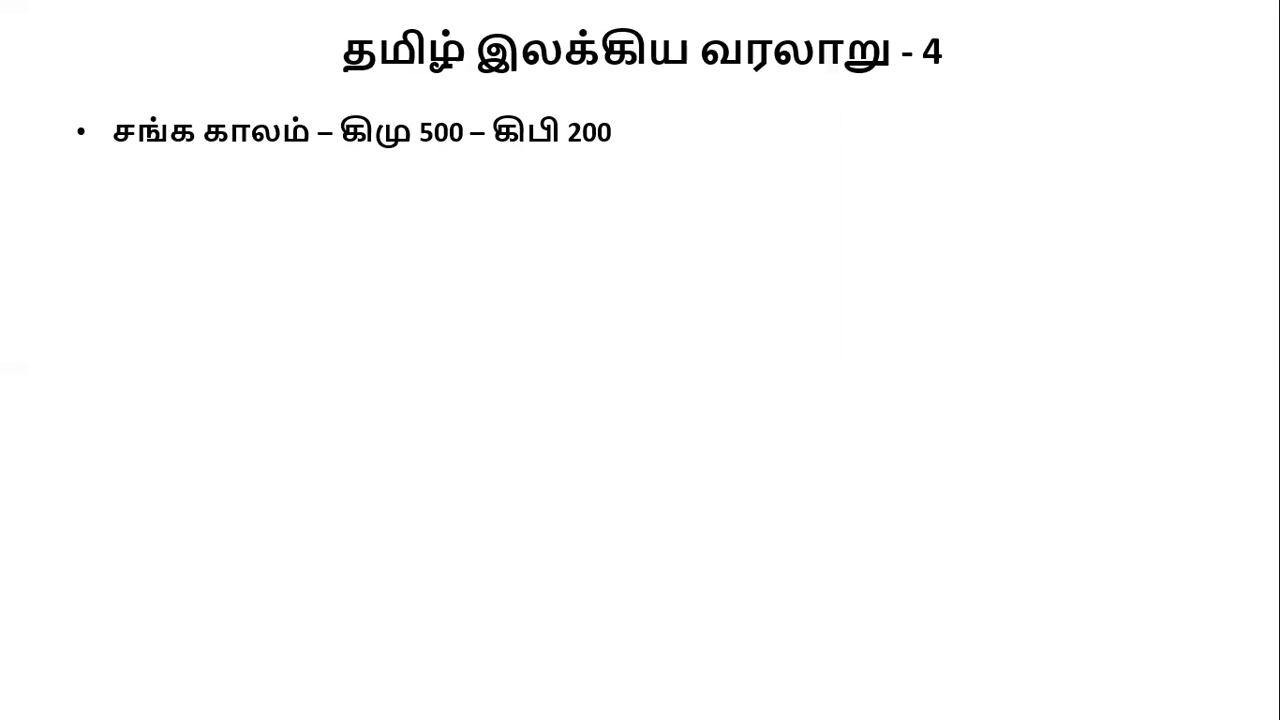 தமிழ் இலக்கிய வரலாறு - 4
• சங்க காலம் – கிமு 500 – கிபி 200